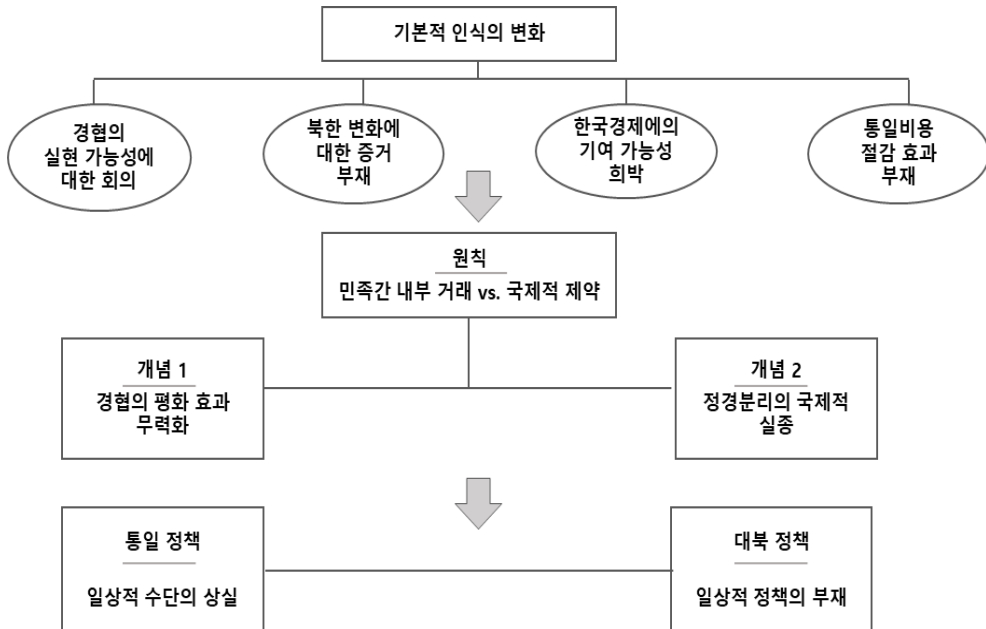 기본적 인식의 변화
경협의
실현 가능성에
대한 회의
북한 변화에
대한 증거
부재
한국경제에의
기여 가능성
희박
통일비용
절감 효과
부재
원칙
민족간 내부 거래 vs. 국제적 제약
개념 1
경협의 평화 효과
무력화
개념 2
정경분리의 국제적
실종
통일 정책
일상적 수단의 상실
대북 정책
일상적 정책의 부재